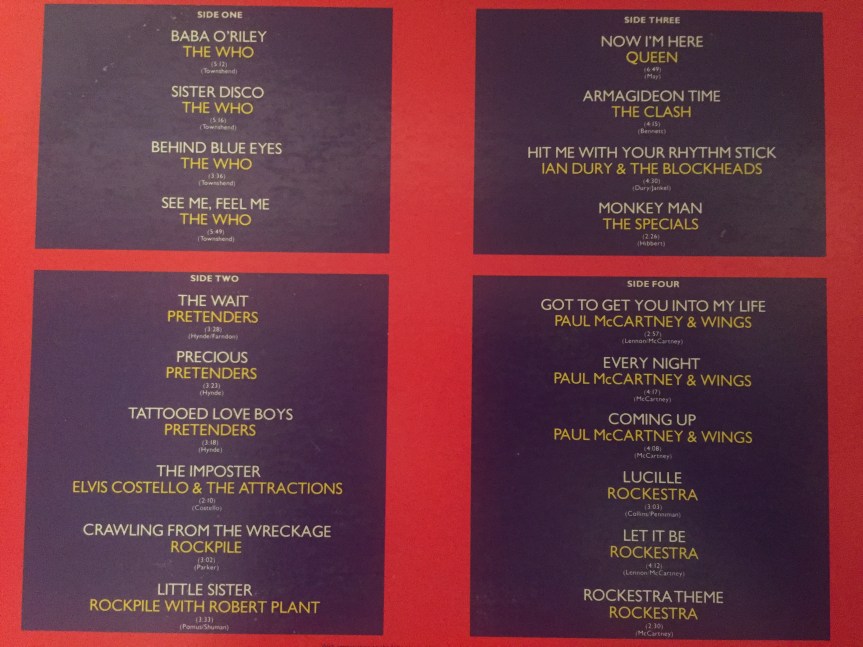 SIDE ONE
BABA O'RILEY
THE WHO
(5:12)
(Townshend)
SISTER DISCO
THE WHO
(5:16)
(Townshend)
BEHIND BLUE EYES
THE WHO
(3:36)
(Townshend)
SEE ME, FEEL ME
THE WHO
(5:49)
(Townshend)
SIDE TWO
THE WAIT
PRETENDERS
(3:28)
(Hynde/Farndon)
PRECIOUS
PRETENDERS
(3:23)
(Hynde)
TATTOOED LOVE BOYS
PRETENDERS
(3:18)
(Hynde)
THE IMPOSTER
ELVIS COSTELLO & THE ATTRACTIONS
(2:10)
(Costello)
CRAWLING FROM THE WRECKAGE
ROCKPILE
(3:02)
(Parker)
LITTLE SISTER
ROCKPILE WITH ROBERT PLANT
(3:33)
(Pomus/Shuman)
SIDE THREE
NOW I'M HERE
QUEEN
(6:49)
(May)
ARMAGIDEON TIME
THE CLASH
(4:15)
(Bennett)
HIT ME WITH YOUR RHYTHM STICK
IAN DURY & THE BLOCKHEADS
(4:30)
(Dury/Jankel)
MONKEY MAN
THE SPECIALS
(2:26)
(Hibbert)
SIDE FOUR
GOT TO GET YOU INTO MY LIFE
PAUL McCARTNEY & WINGS
(2:57)
(Lennon/McCartney)
EVERY NIGHT
PAUL McCARTNEY & WINGS
(4:17)
(McCartney)
COMING UP
PAUL McCARTNEY & WINGS
(4:08)
(McCartney)
LUCILLE
ROCKESTRA
(3:03)
(Collins/Penniman)
LET IT BE
ROCKESTRA
(4:12)
(Lennon/McCartney)
ROCKESTRA THEME
ROCKESTRA
(2:30)
(McCartney)